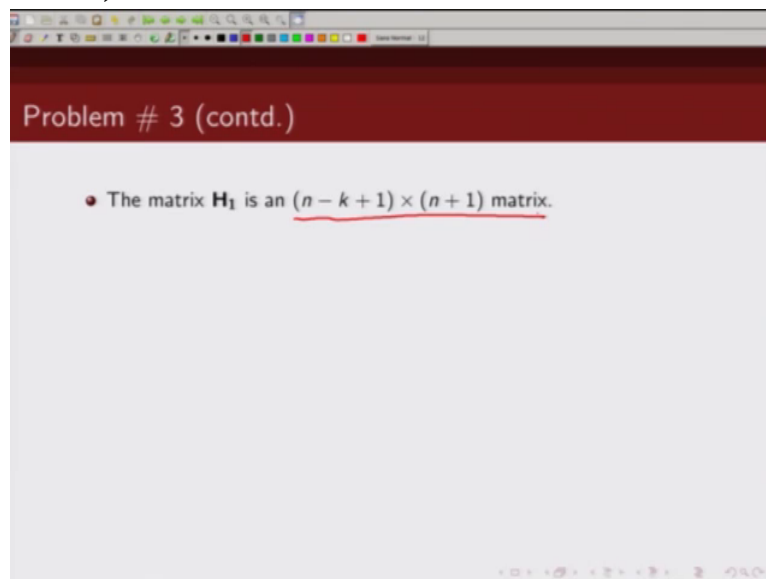 Problem # 3 (contd.)
The matrix H₁ is an (n − k + 1) × (n + 1) matrix.